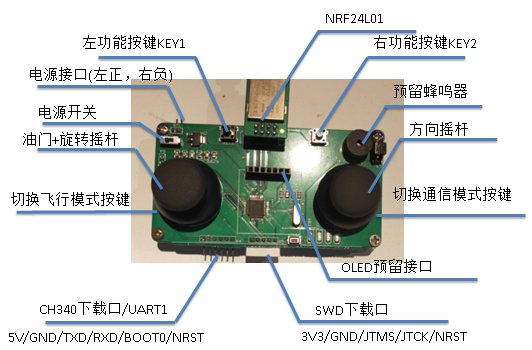 NRF24L01
左功能按键KEY1
右功能按键KEY2
电源接口(左正，右负)
预留蜂鸣器
电源开关
方向摇杆
油门+旋转摇杆
切换飞行模式按键
切换通信模式按键
OLED预留接口
CH340下载口/UART1
SWD下载口
5V/GND/TXD/RXD/BOOT0/NRST
3V3/GND/JTMS/JTCK/NRST